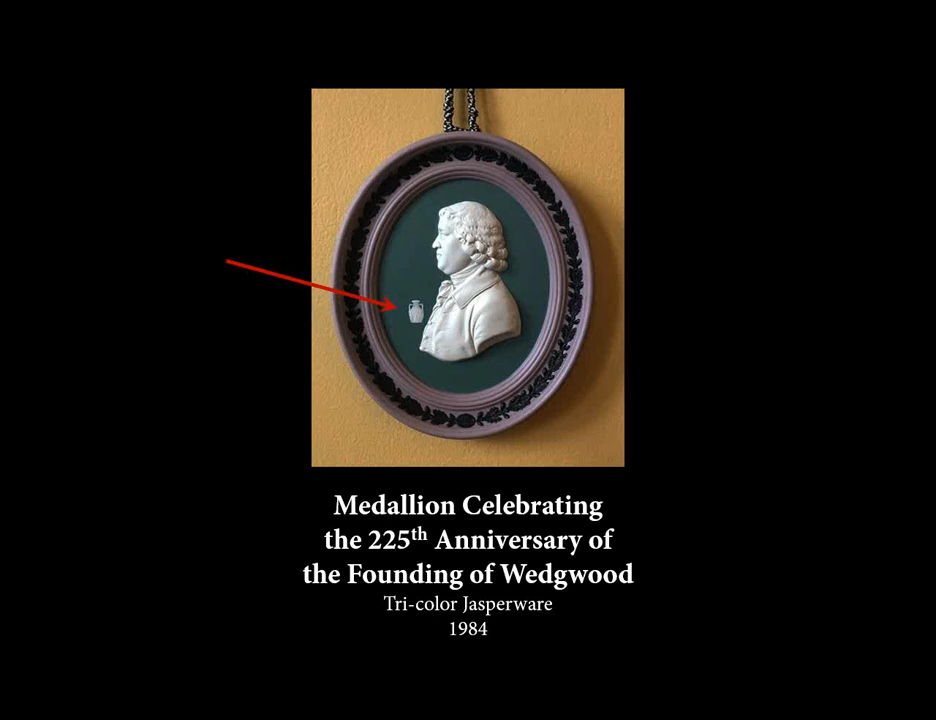 Medallion Celebrating
the 225th Anniversary of
the Founding of Wedgwood
Tri-color Jasperware
1984